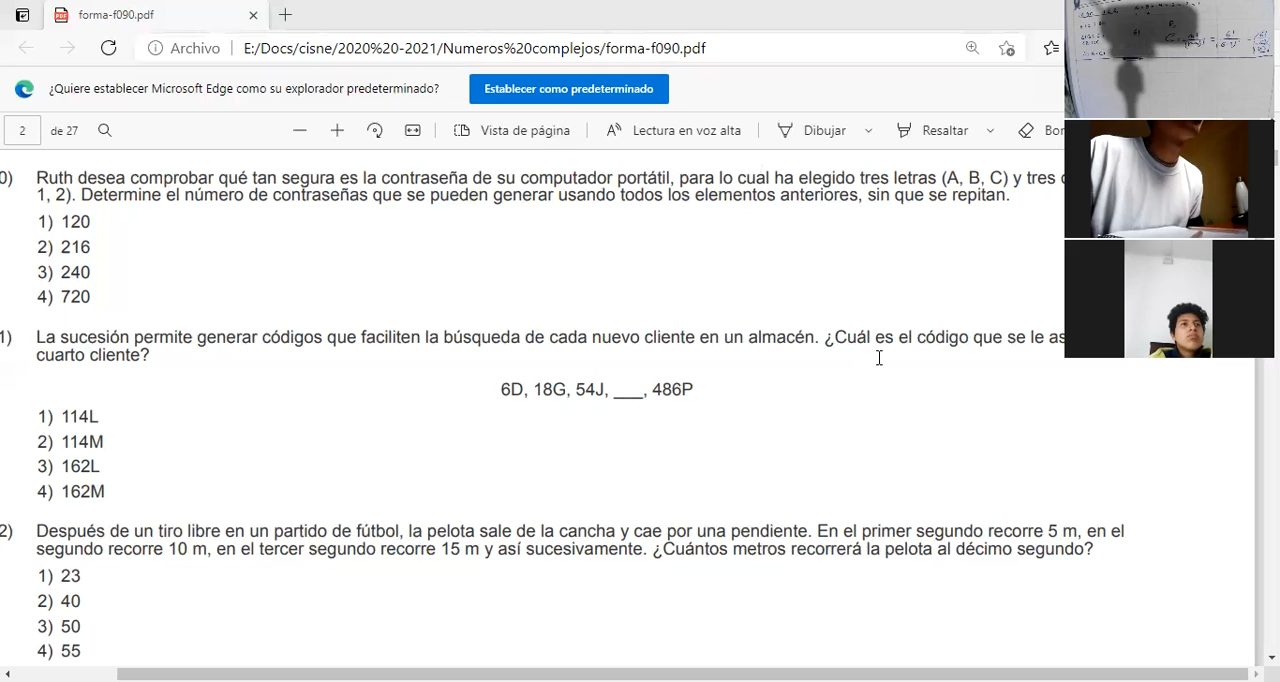 forma-f090.pdf
Archivo
E:/Docs/cisne/2020%20-2021/Numeros%20complejos/forma-f090.pdf
¿Quiere establecer Microsoft Edge como su explorador predeterminado?
Establecer como predeterminado
2 de 27
Vista de página
Lectura en voz alta
Dibujar
Resaltar
Bor
0) Ruth desea comprobar qué tan segura es la contraseña de su computador portátil, para lo cual ha elegido tres letras (A, B, C) y tres
1, 2). Determine el número de contraseñas que se pueden generar usando todos los elementos anteriores, sin que se repitan.
1) 120
2) 216
3) 240
4) 720
1) La sucesión permite generar códigos que faciliten la búsqueda de cada nuevo cliente en un almacén. ¿Cuál es el código que se le as
cuarto cliente?
6D, 18G, 54J, ___, 486P
1) 114L
2) 114M
3) 162L
4) 162M
2) Después de un tiro libre en un partido de fútbol, la pelota sale de la cancha y cae por una pendiente. En el primer segundo recorre 5 m, en el
segundo recorre 10 m, en el tercer segundo recorre 15 m y así sucesivamente. ¿Cuántos metros recorrerá la pelota al décimo segundo?
1) 23
2) 40
3) 50
4) 55